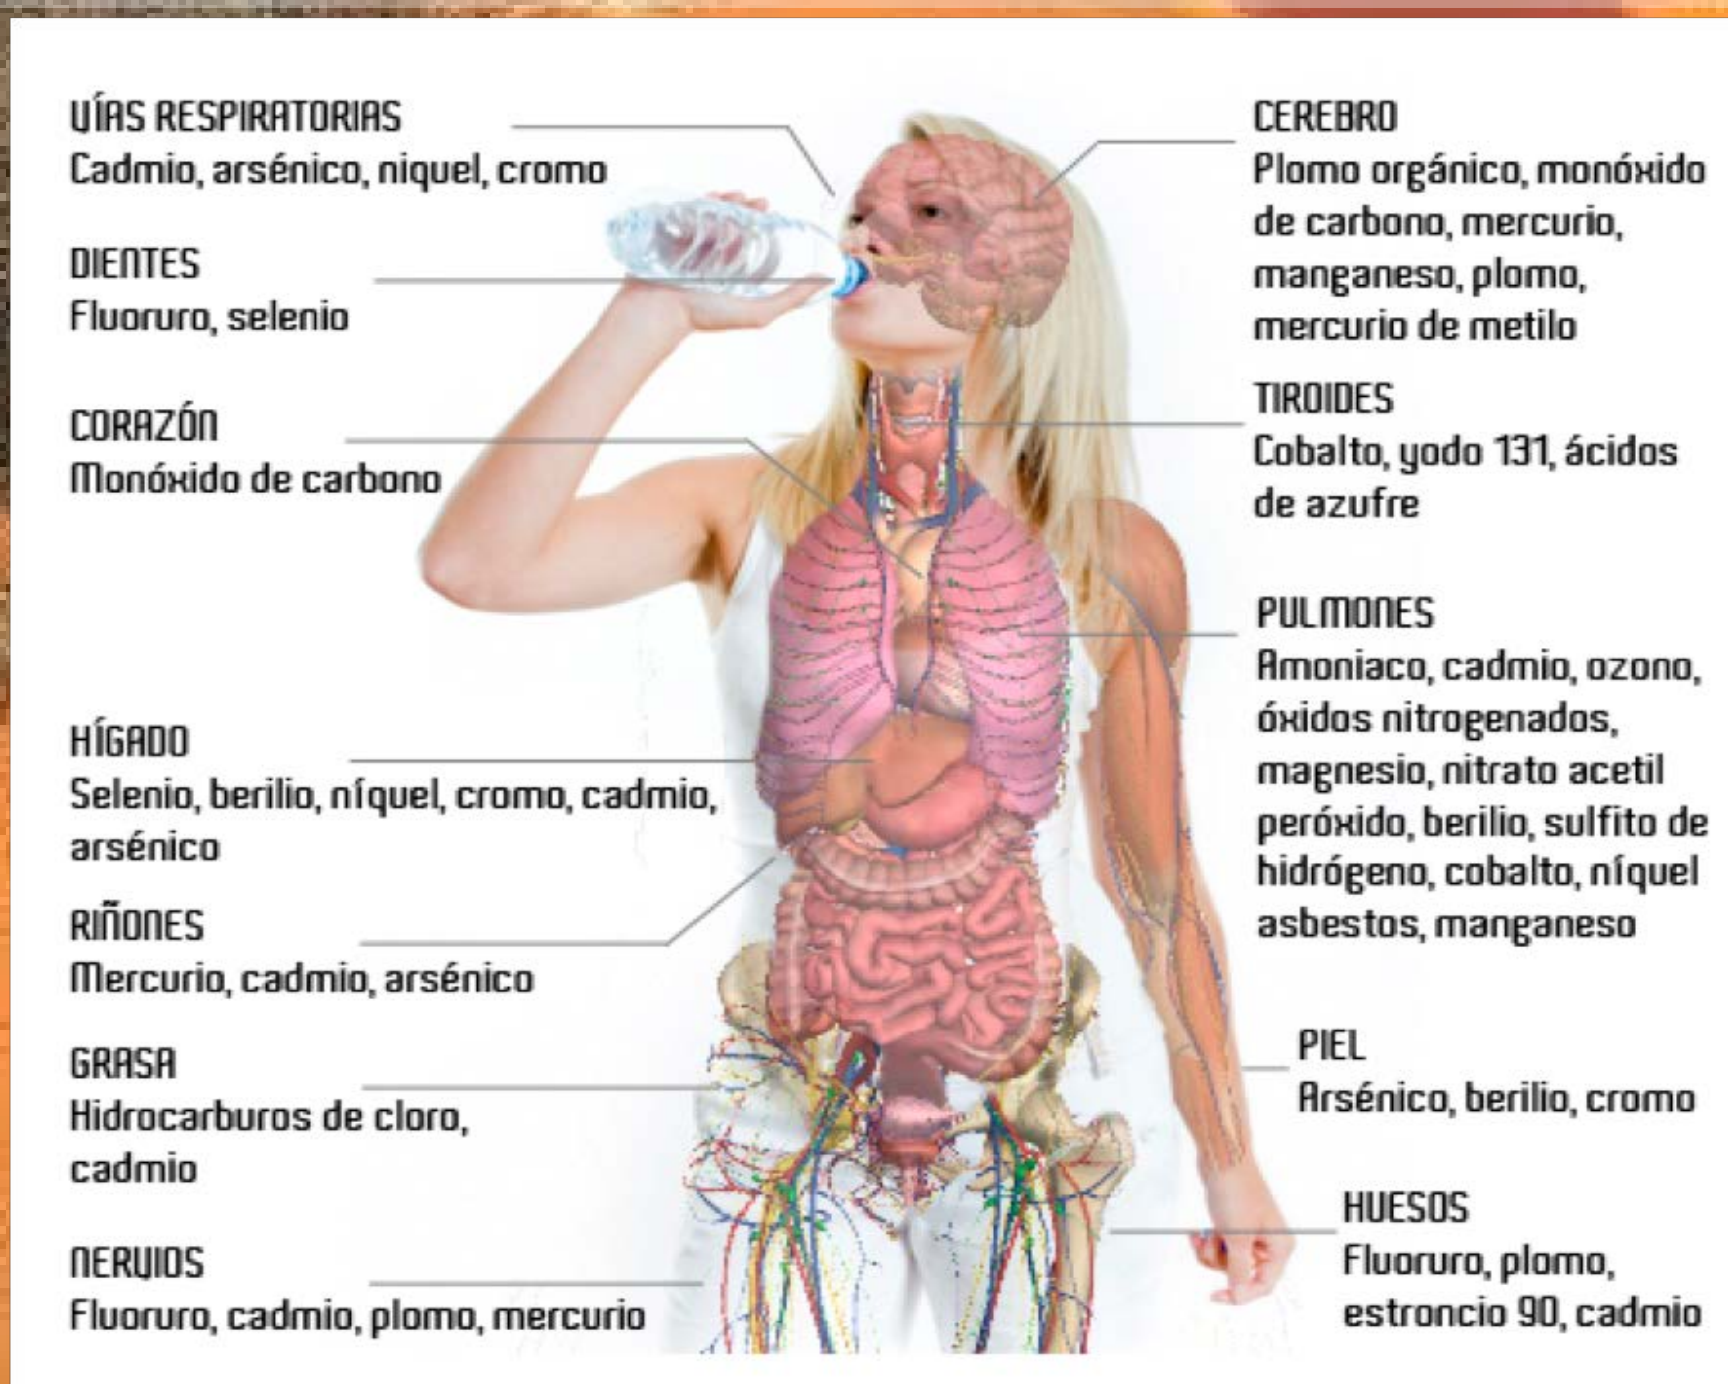 VÍAS RESPIRATORIAS
Cadmio, arsénico, niquel, cromo
DIENTES
Fluoruro, selenio
CORAZÓN
Monóxido de carbono
HÍGADO
Selenio, berilio, níquel, cromo, cadmio,
arsénico
RIÑONES
Mercurio, cadmio, arsénico
GRASA
Hidrocarburos de cloro,
cadmio
NERVIOS
Fluoruro, cadmio, plomo, mercurio
CEREBRO
Plomo orgánico, monóxido
de carbono, mercurio,
manganeso, plomo,
mercurio de metilo
TIROIDES
Cobalto, yodo 131, ácidos
de azufre
PULMONES
Amoniaco, cadmio, ozono,
óxidos nitrogenados,
magnesio, nitrato acetil
peróxido, berilio, sulfito de
hidrógeno, cobalto, níquel
asbestos, manganeso
PIEL
Arsénico, berilio, cromo
HUESOS
Fluoruro, plomo,
estroncio 90, cadmio